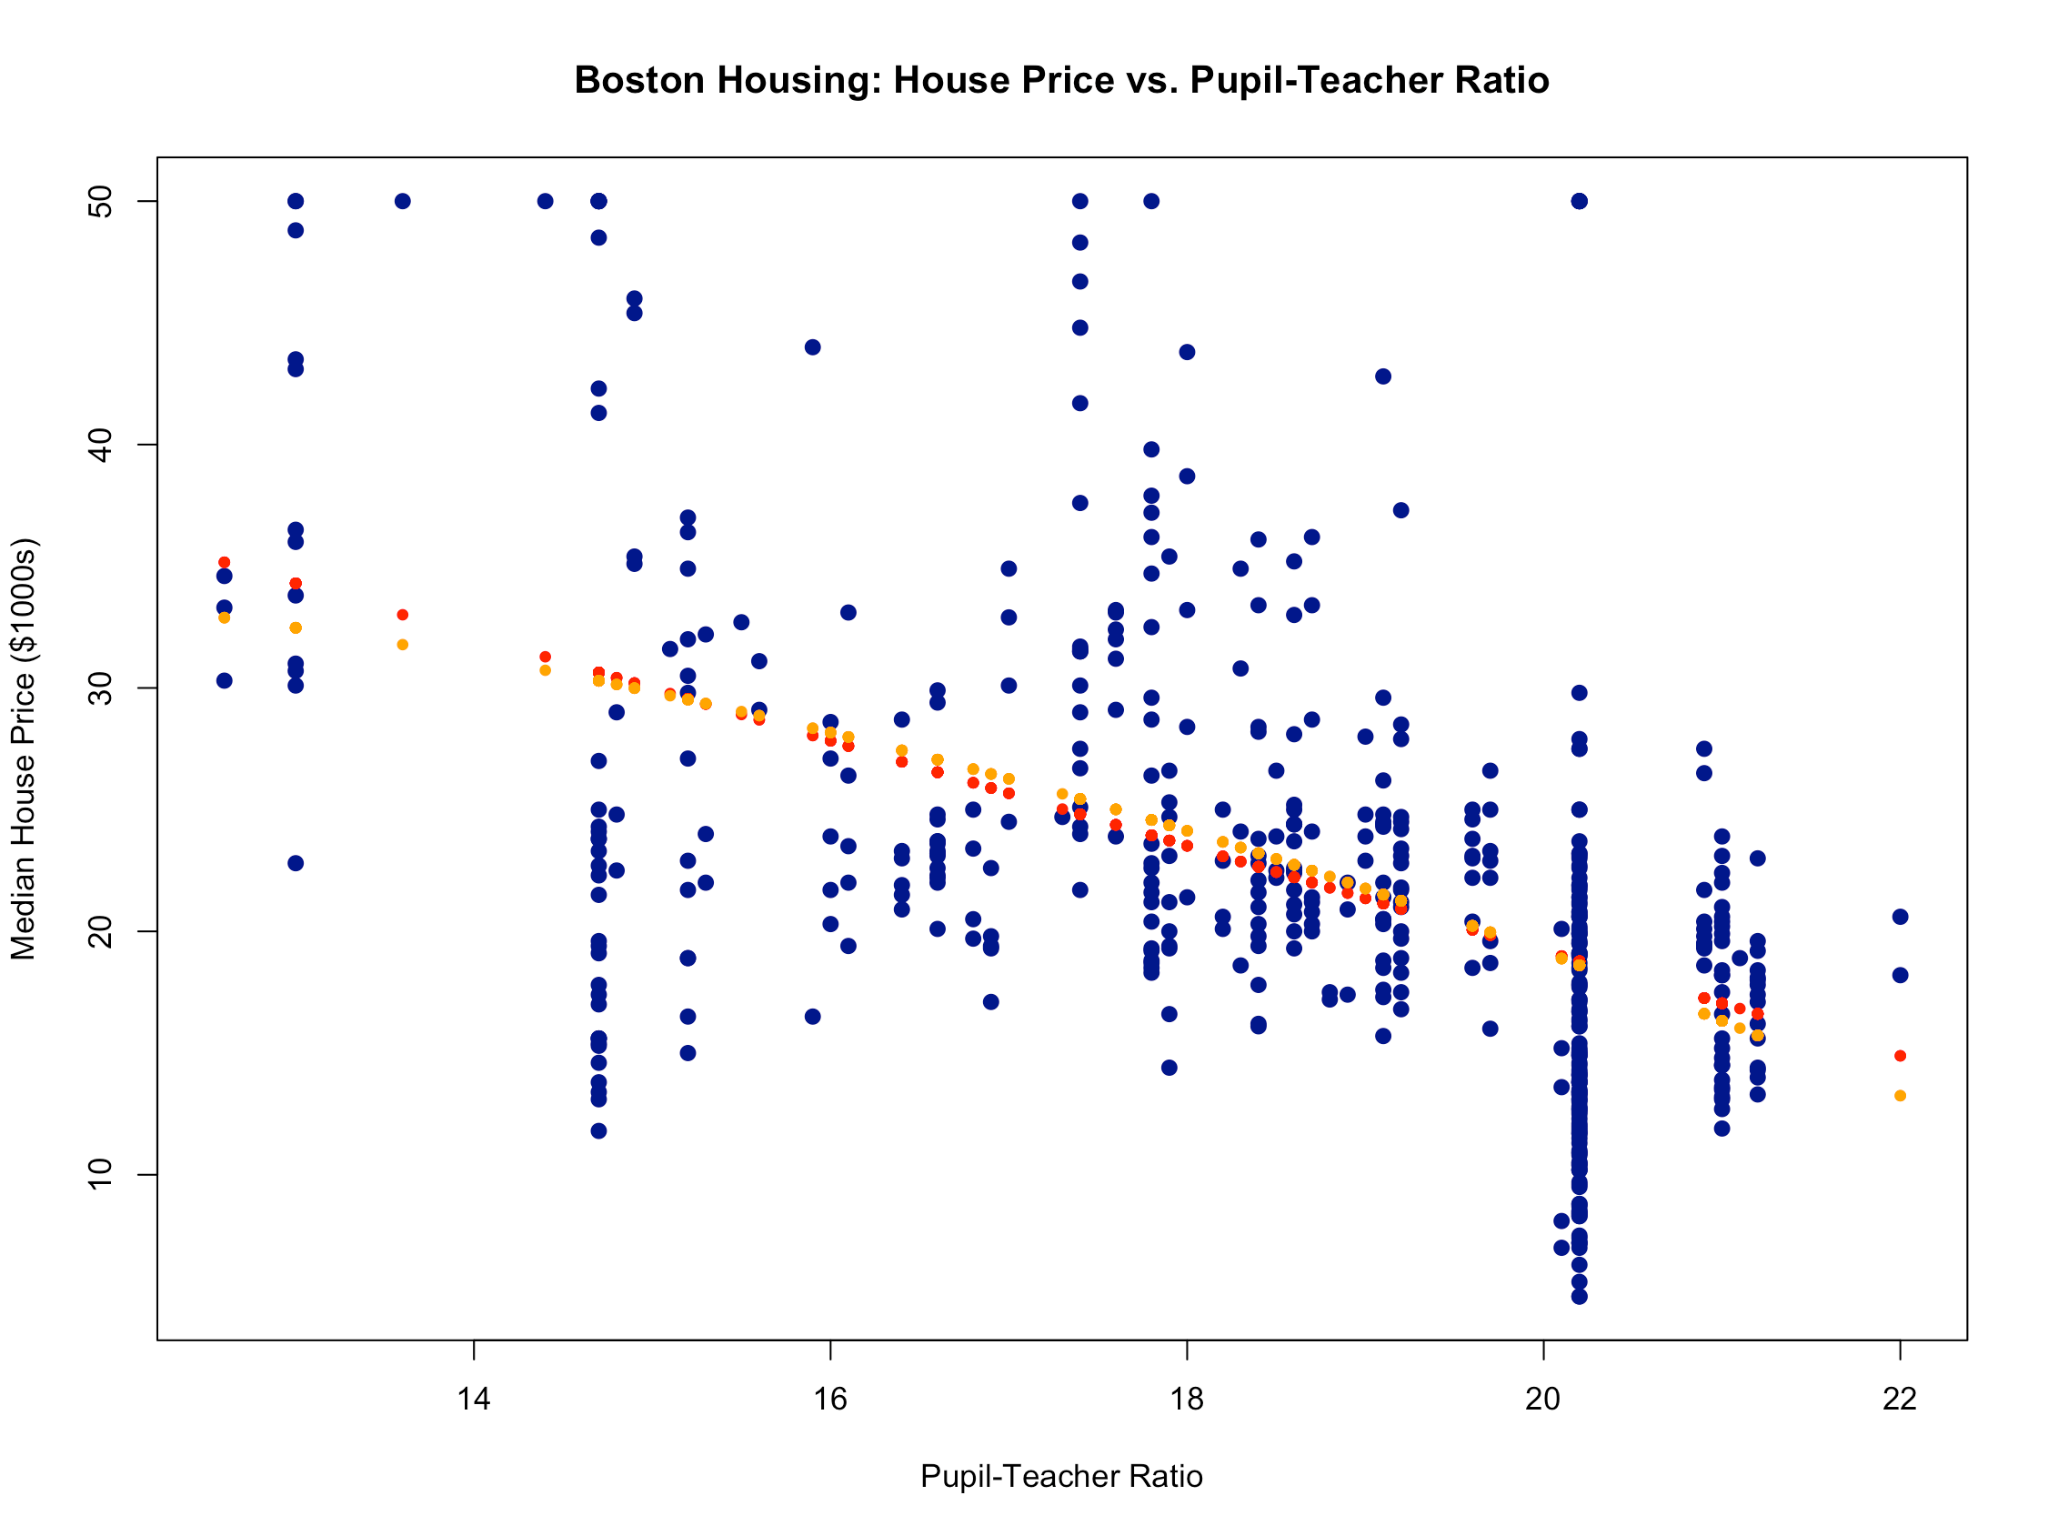 Boston Housing: House Price vs. Pupil-Teacher Ratio
Median House Price ($1000s)
50
40
30
20
10
14 16 18 20 22
Pupil-Teacher Ratio